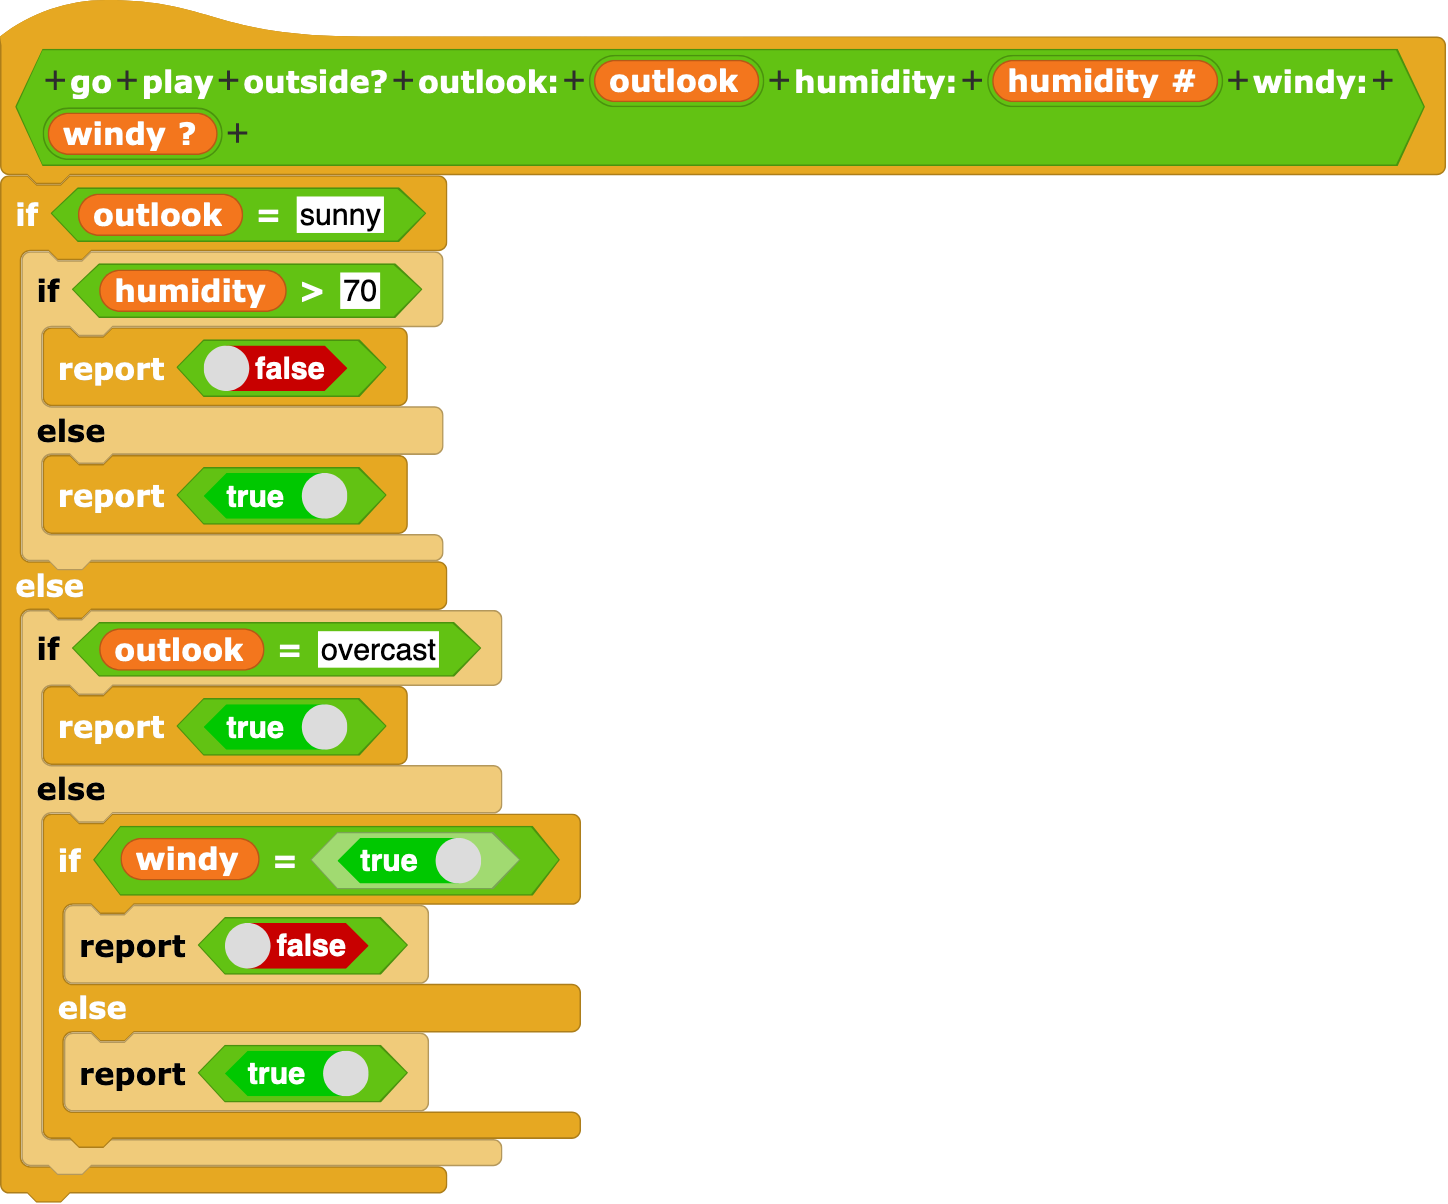 + go + play + outside? + outlook: + outlook + humidity: + humidity # + windy: +
windy ? +
if outlook = sunny
if humidity > 70
report false
else
report true
else
if outlook = overcast
report true
else
if windy = true
report false
else
report true